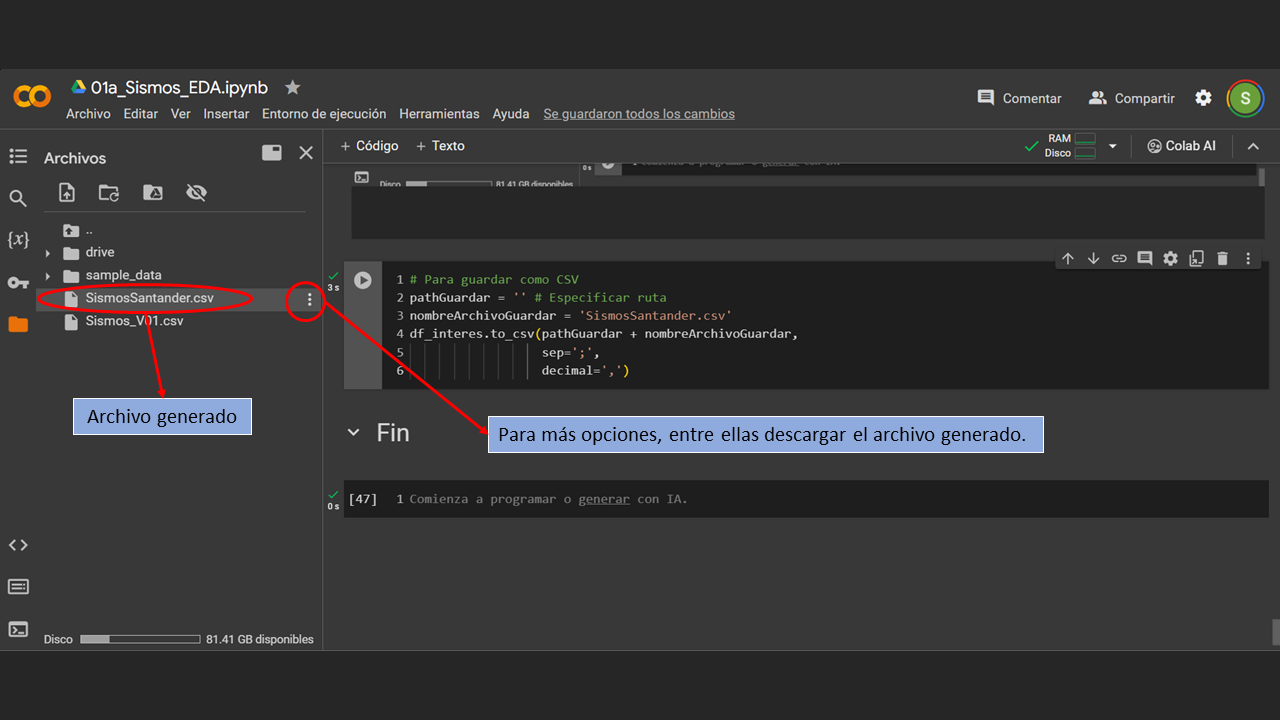 01a_Sismos_EDA.ipynb
Archivo Editar Ver Insertar Entorno de ejecución Herramientas Ayuda Se guardaron todos los cambios
Comentar Compartir S
Archivos
+ Código + Texto
RAM
Disco
Colab AI
..
drive
sample_data
SismosSantander.csv
Sismos_V01.csv
Archivo generado
Disco 81.41 GB disponibles
Disco 81.41 GB disponibles
0 s
{x}
3 s
1 # Para guardar como CSV
2 pathGuardar = '' # Especificar ruta
3 nombreArchivoGuardar = 'SismosSantander.csv'
4 df_interes.to_csv(pathGuardar + nombreArchivoGuardar,
5 sep=';',
6 decimal=',')
Para más opciones, entre ellas descargar el archivo generado.
Fin
0 s
[47] 1 Comienza a programar o generar con IA.